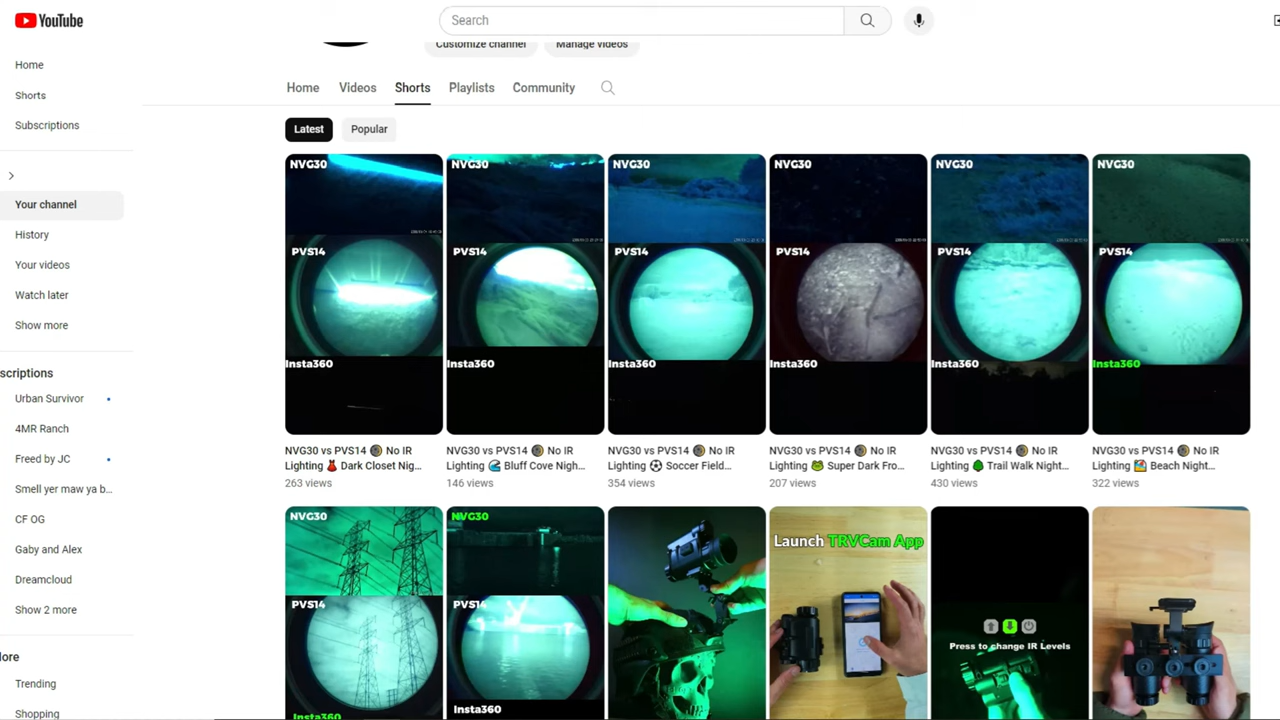 YouTube
Search
Customize channel
Manage videos
Home
Shorts
Subscriptions
Your channel
History
Your videos
Watch later
Show more
scriptions
Urban Survivor
4MR Ranch
Freed by JC
Smell yer maw ya b...
CF OG
Gaby and Alex
Dreamcloud
Show 2 more
lore
Trending
Shopping
Home
Videos
Shorts
Playlists
Community
Latest
Popular
NVG30
PVS14
Insta360
NVG30 vs PVS14 No IR
Lighting 👗 Dark Closet Nig...
263 views
NVG30
PVS14
Insta360
NVG30 vs PVS14 No IR
Lighting 🌊 Bluff Cove Nigh...
146 views
NVG30
PVS14
Insta360
NVG30 vs PVS14 No IR
Lighting ⚽ Soccer Field...
354 views
NVG30
PVS14
Insta360
NVG30 vs PVS14 No IR
Lighting 🐸 Super Dark Fro...
207 views
NVG30
PVS14
Insta360
NVG30 vs PVS14 No IR
Lighting 🌲 Trail Walk Night...
430 views
NVG30
PVS14
Insta360
NVG30 vs PVS14 No IR
Lighting 🏖 Beach Night...
322 views
NVG30
PVS14
Insta360
NVG30
PVS14
Insta360
Launch TRVCam App
Press to change IR Levels